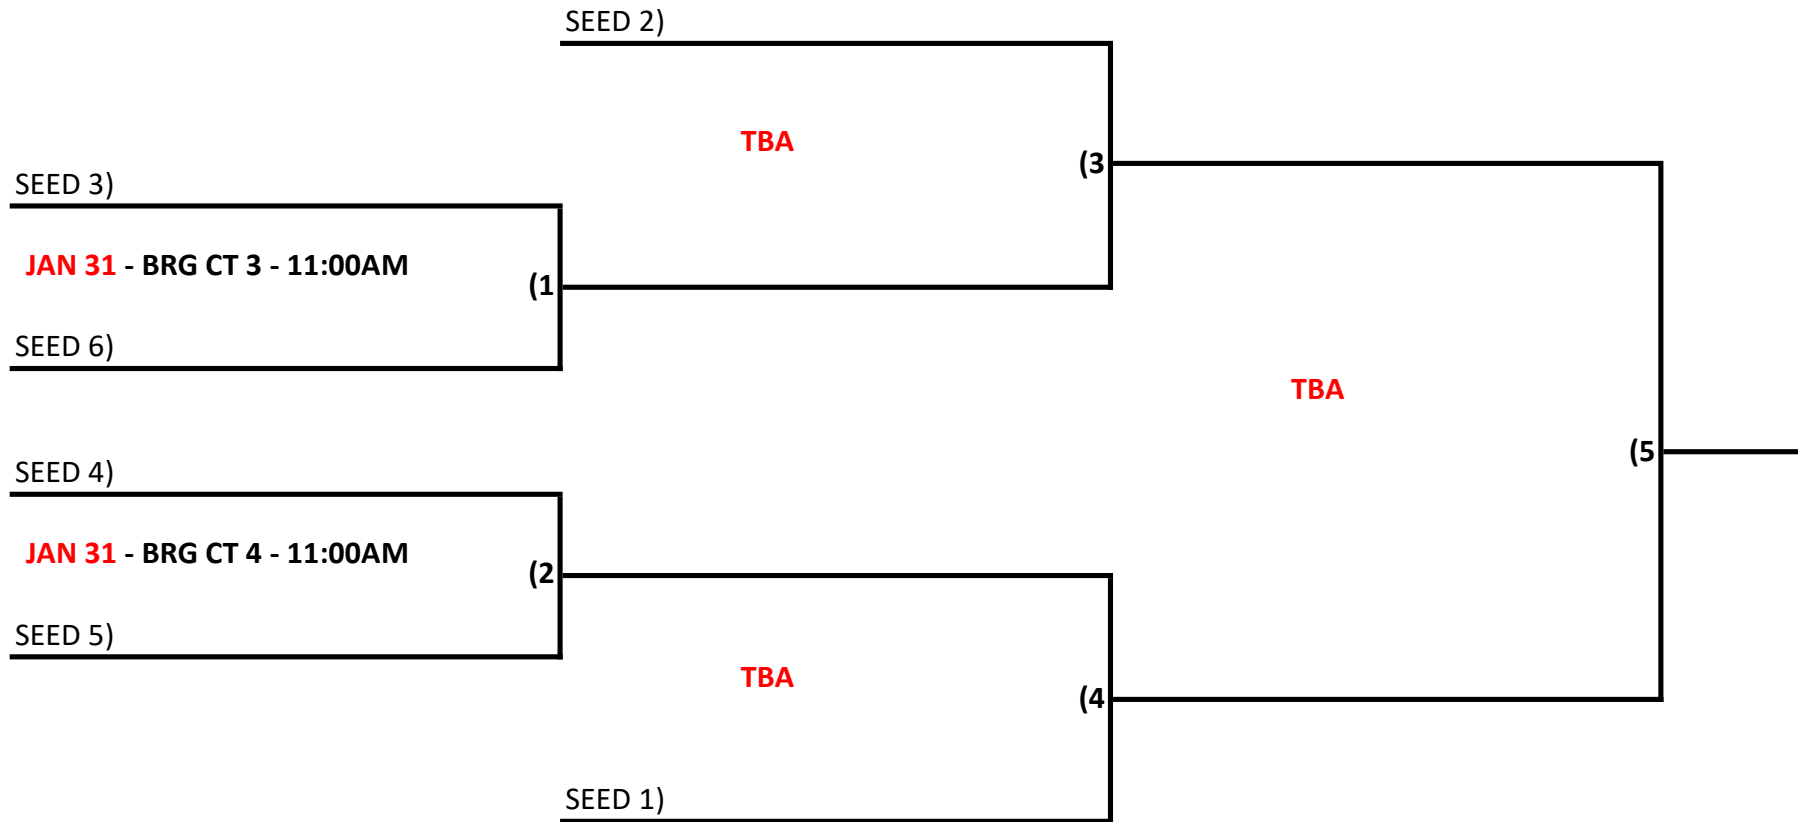 SEED 2)
TBA
(3
SEED 3)
JAN 31 - BRG CT 3 - 11:00AM
(1
SEED 6)
TBA
(5
SEED 4)
JAN 31 - BRG CT 4 - 11:00AM
(2
SEED 5)
TBA
(4
SEED 1)